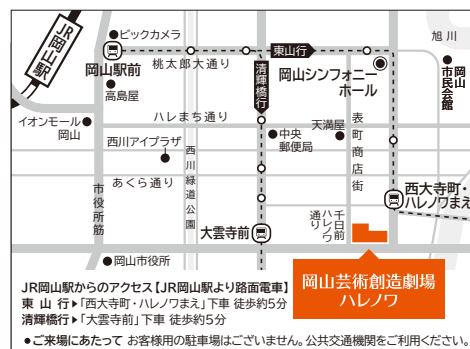 JR岡山駅
ビックカメラ
岡山駅前
東山行
旭川
桃太郎大通り
清輝橋行
岡山シンフォニー
ホール
岡山
市民会館
高島屋
ハレまち通り
イオンモール
岡山
西川アイプラザ
中央
郵便局
天満屋
表町商店街
西川緑道公園
あくら通り
市役所筋
西大寺町・
ハレノワまえ
大雲寺前
千日前
ハレノワ
通り
岡山市役所
岡山芸術創造劇場
ハレノワ
JR岡山駅からのアクセス【JR岡山駅より路面電車】
東山行▶「西大寺町・ハレノワまえ」下車 徒歩約5分
清輝橋行▶「大雲寺前」下車 徒歩約5分
●ご来場にあたって お客様用の駐車場はございません。公共交通機関をご利用ください。